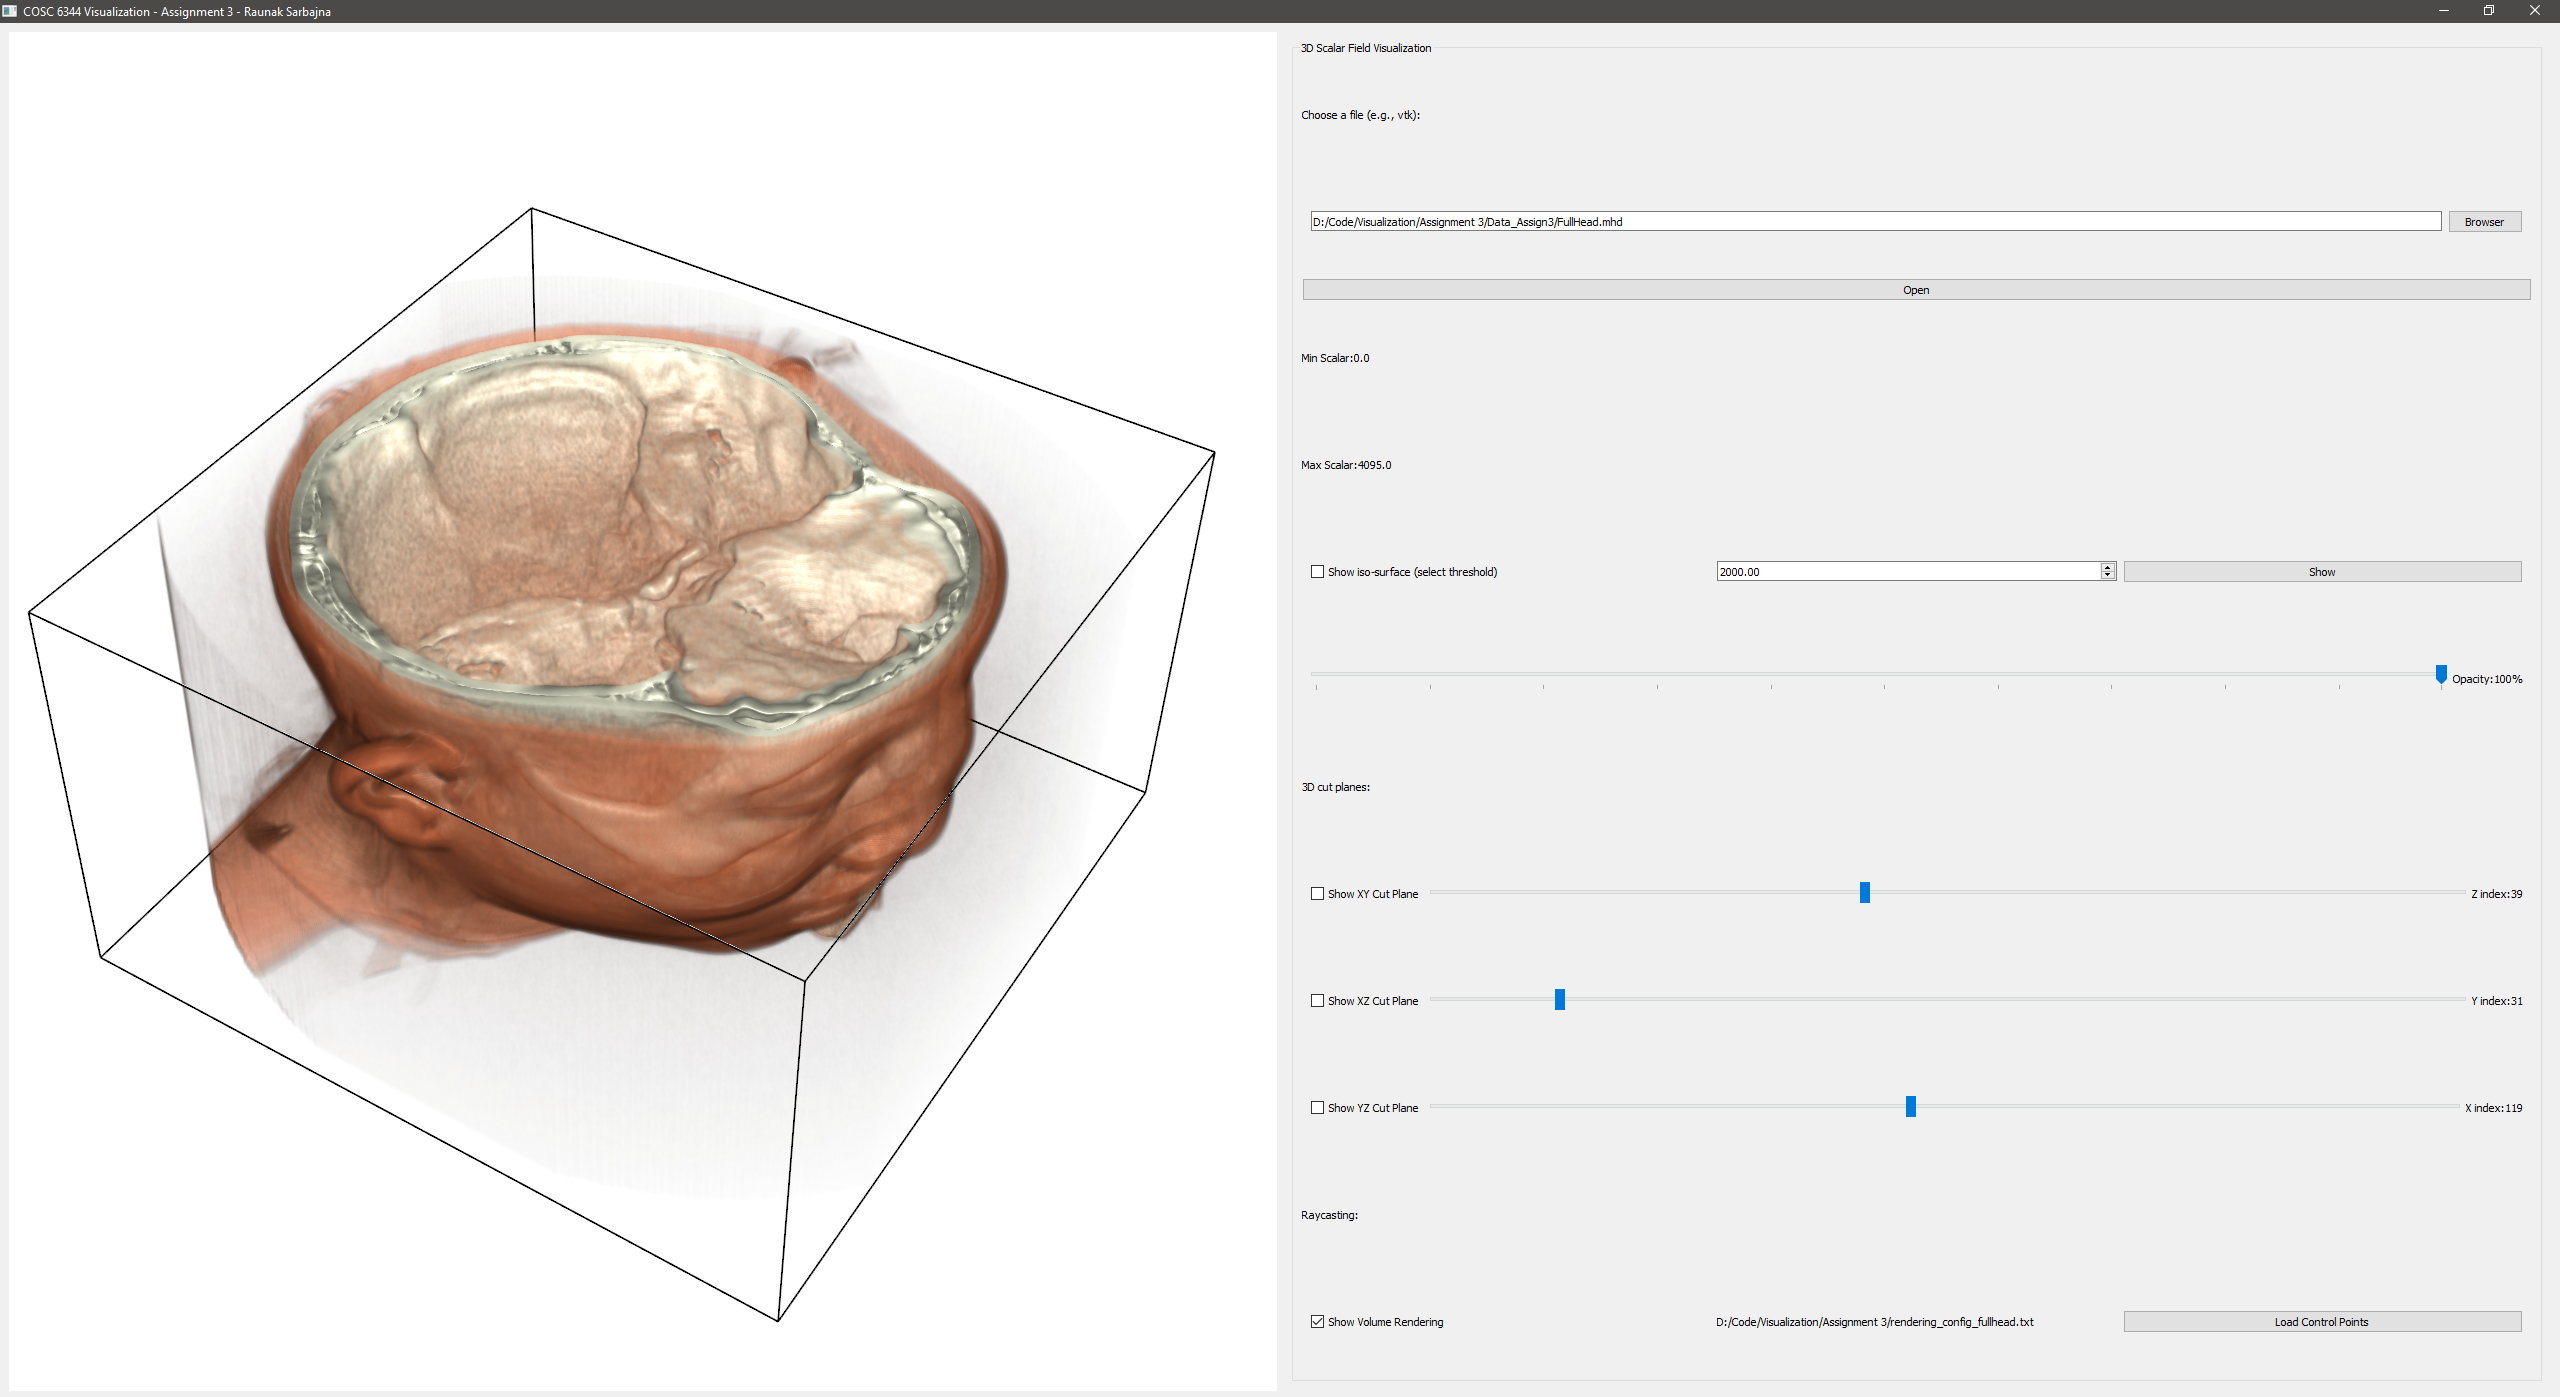 COSC 6344 Visualization - Assignment 3 - Raunak Sarbajna
3D Scalar Field Visualization
Choose a file (e.g., vtk):
D:/Code/Visualization/Assignment 3/Data_Assign3/FullHead.mhd
Browser
Open
Min Scalar:0.0
Max Scalar:4095.0
Show iso-surface (select threshold)
2000.00
Show
Opacity:100%
3D cut planes:
Show XY Cut Plane
Z index:39
Show XZ Cut Plane
Y index:31
Show YZ Cut Plane
X index:119
Raycasting:
Show Volume Rendering
D:/Code/Visualization/Assignment 3/rendering_config_fullhead.txt
Load Control Points